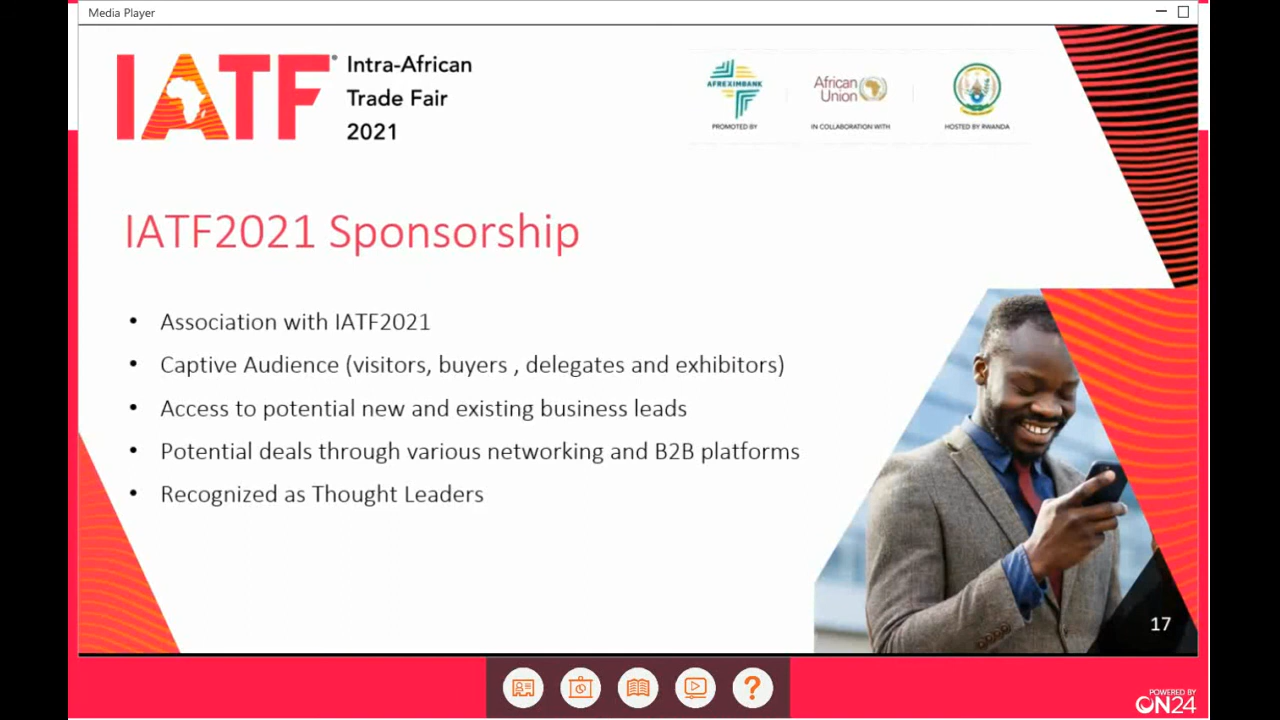 Media Player
IATF
Intra-African
Trade Fair
2021
AFREXIMBANK
PROMOTED BY
African
Union
IN COLLABORATION WITH
HOSTED BY RWANDA
IATF2021 Sponsorship
• Association with IATF2021
• Captive Audience (visitors, buyers , delegates and exhibitors)
• Access to potential new and existing business leads
• Potential deals through various networking and B2B platforms
• Recognized as Thought Leaders
17
?
POWERED BY
ON24